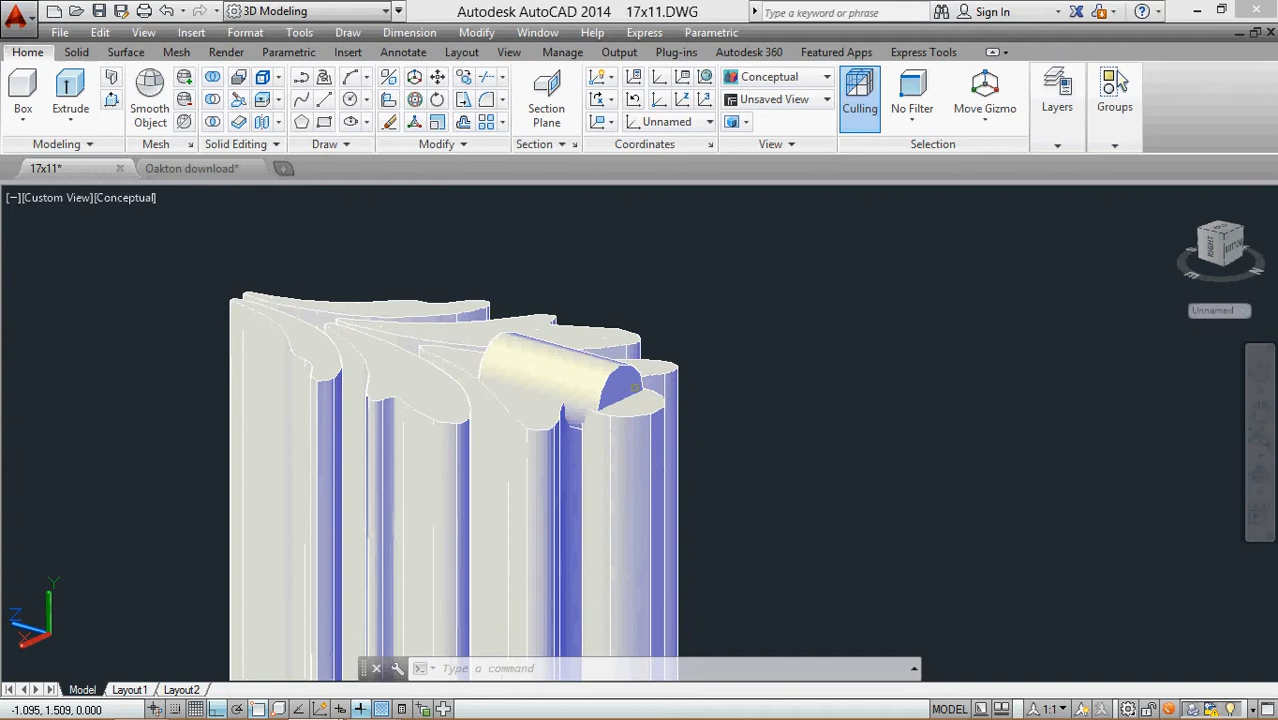 3D Modeling
Autodesk AutoCAD 2014 17x11.DWG
Type a keyword or phrase
Sign In
File Edit View Insert Format Tools Draw Dimension Modify Window Help Express Parametric
Home Solid Surface Mesh Render Parametric Insert Annotate Layout View Manage Output Plug-ins Autodesk 360 Featured Apps Express Tools
Box
Extrude
Smooth
Object
Section
Plane
Conceptual
Unsaved View
Unnamed
Culling
No Filter
Move Gizmo
Layers
Groups
Modeling Mesh Solid Editing Draw Modify Section Coordinates View Selection
17x11* Oakton download*
[−][Custom View][Conceptual]
RIGHT
BOTTOM
E
N
Unnamed
Y
Z
X
Type a command
Model Layout1 Layout2
-1.095, 1.509, 0.000
MODEL
1:1